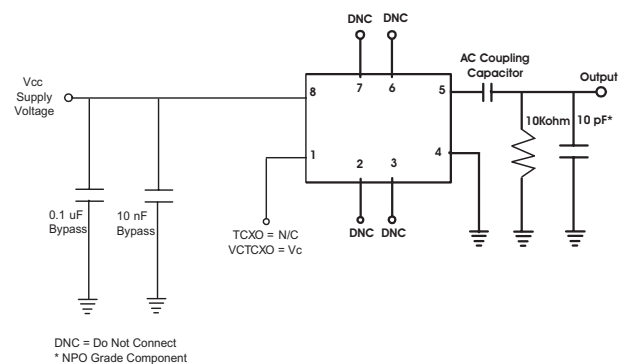 DNC DNC
AC Coupling
Capacitor
Output
Vcc
Supply
Voltage
7 6
8
5
10Kohm
10 pF*
1
2 3
4
0.1 uF
Bypass
10 nF
Bypass
TCXO = N/C
VCTCXO = Vc
DNC DNC
DNC = Do Not Connect
* NPO Grade Component